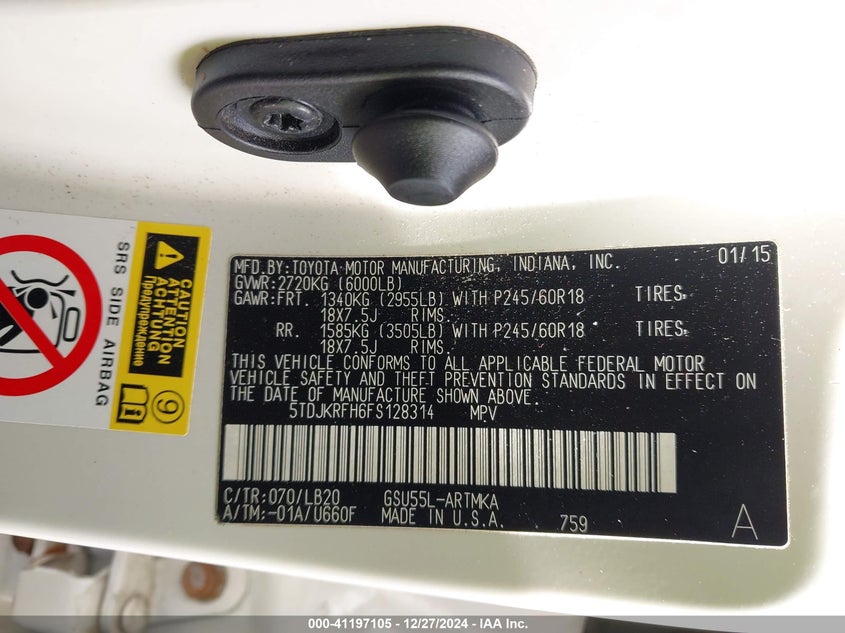 MFD.BY:TOYOTA MOTOR MANUFACTURING, INDIANA, INC. 01/15
GVWR:2720KG (6000LB)
GAWR:FRT. 1340KG (2955LB) WITH P245/60R18 TIRES,
18X7.5J RIMS.
RR. 1585KG (3505LB) WITH P245/60R18 TIRES,
18X7.5J RIMS.
THIS VEHICLE CONFORMS TO ALL APPLICABLE FEDERAL MOTOR
VEHICLE SAFETY AND THEFT PREVENTION STANDARDS IN EFFECT ON
THE DATE OF MANUFACTURE SHOWN ABOVE.
5TDJKRFH6FS128314 MPV
C/TR:070/LB20 GSU55L-ARTMKA
A/TM:-01A/U660F MADE IN U.S.A. 759 A
SRS SIDE AIRBAG
CAUTION
ATTENTION
ACHTUNG
Предупреждение
9
000-41197105 - 12/27/2024 - IAA Inc.